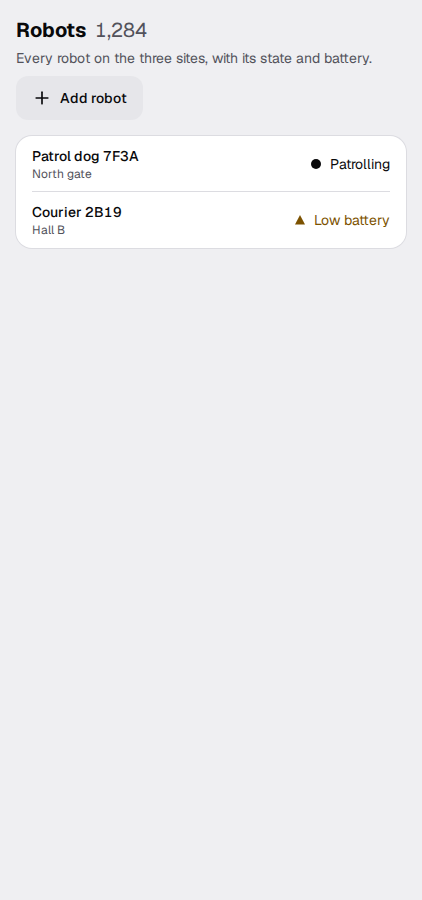 Robots 1,284
Every robot on the three sites, with its state and battery.
Add robot
Patrol dog 7F3A
North gate
Patrolling
Courier 2B19
Hall B
Low battery